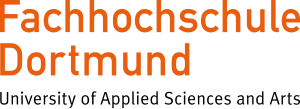 Fachhochschule
Dortmund
University of Applied Sciences and Arts